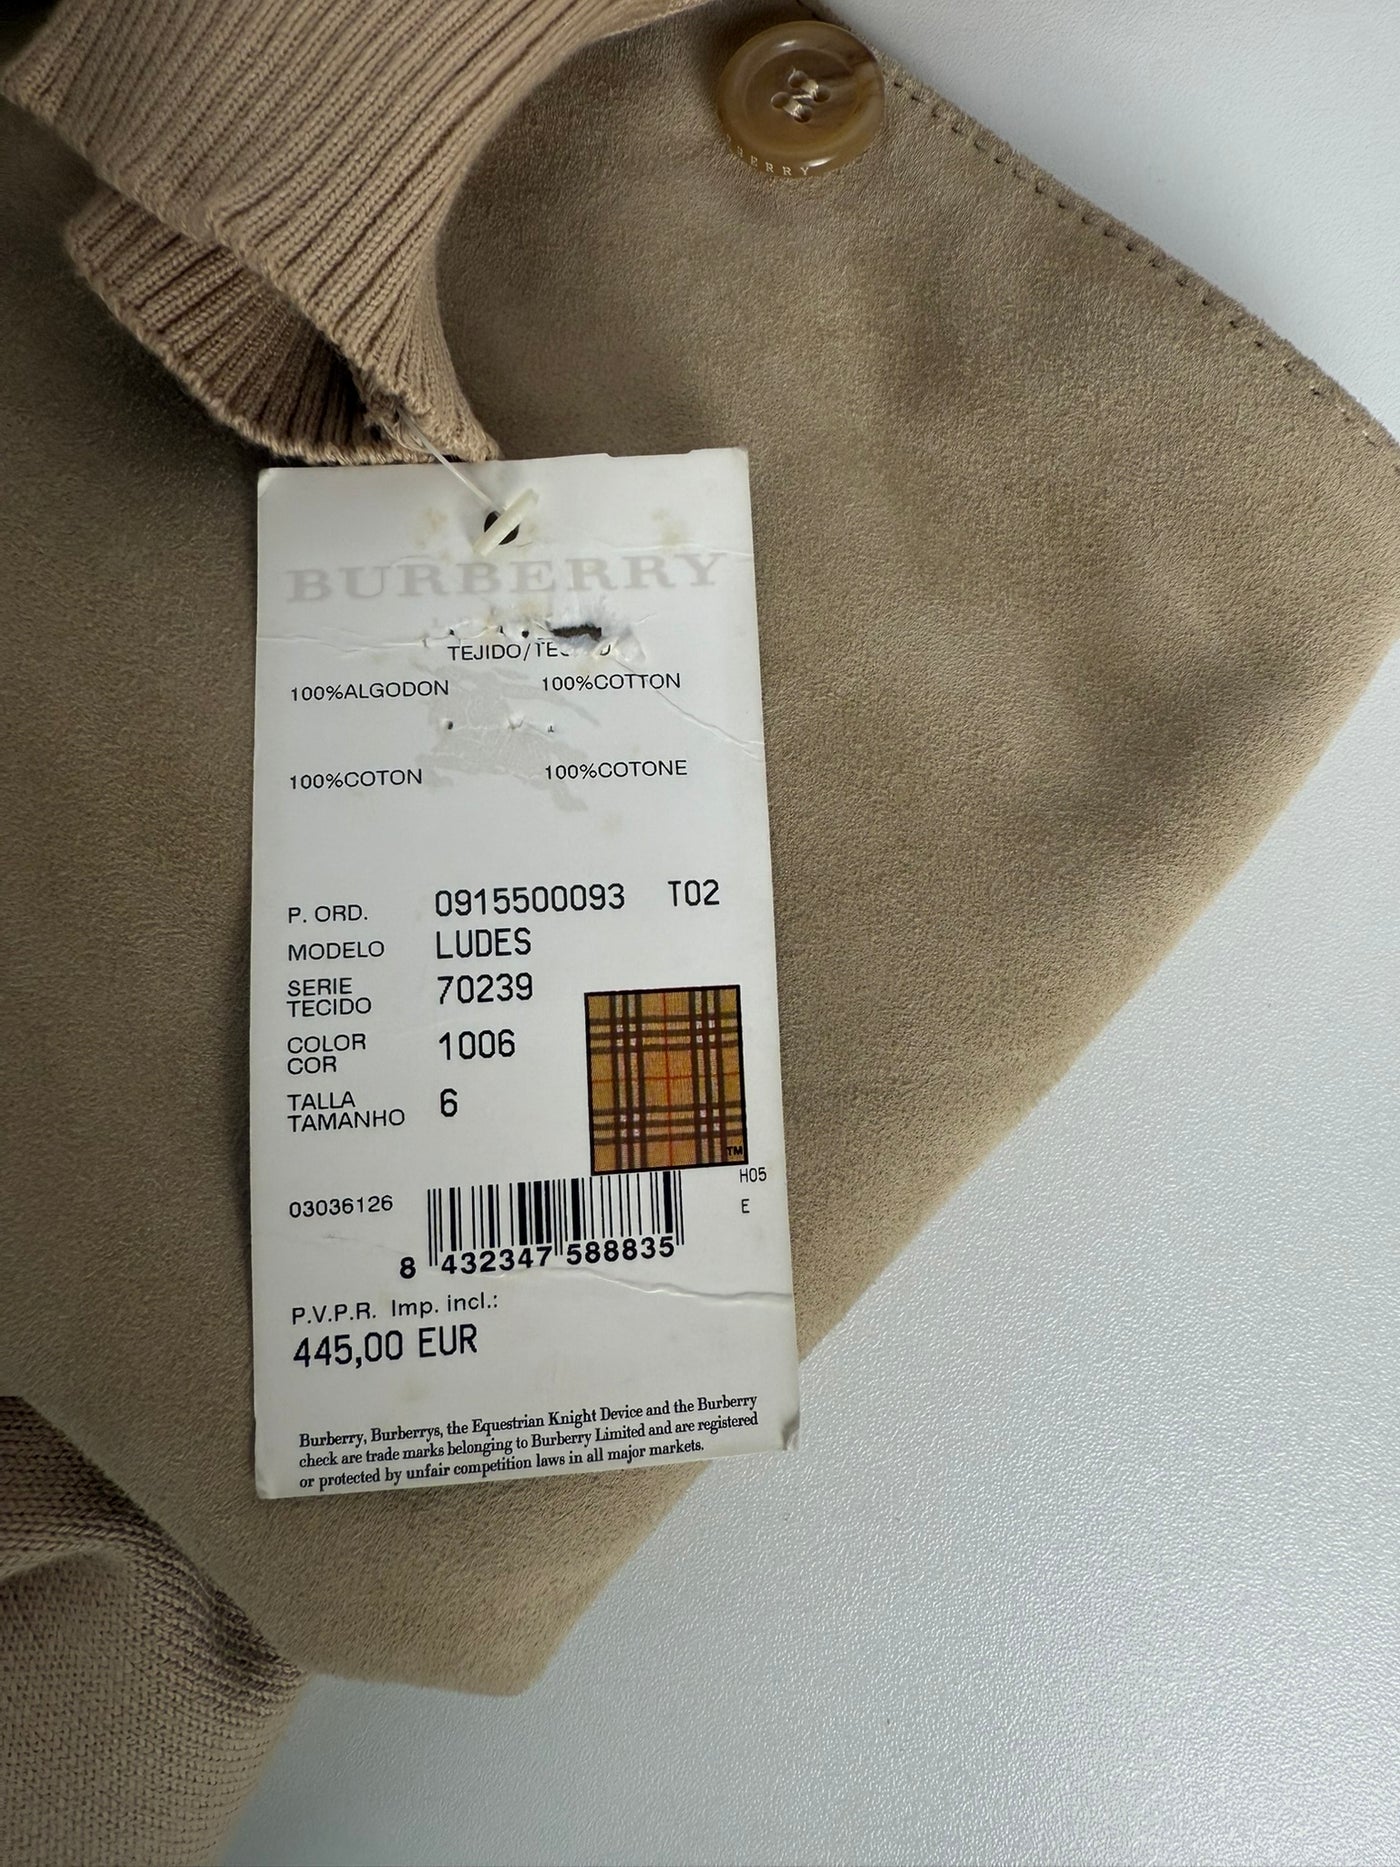 BERRY
BURBERRY
TEJIDO/
100%ALGODON 100%COTTON
100%COTON 100%COTONE
P. ORD. 0915500093 T02
MODELO LUDES
SERIE
TECIDO 70239
COLOR
COR 1006
TALLA
TAMANHO 6
TM
H05
03036126 E
8 432347 588835
P.V.P.R. Imp. incl.:
445,00 EUR
Burberry, Burberrys, the Equestrian Knight Device and the Burberry
check are trade marks belonging to Burberry Limited and are registered
or protected by unfair competition laws in all major markets.